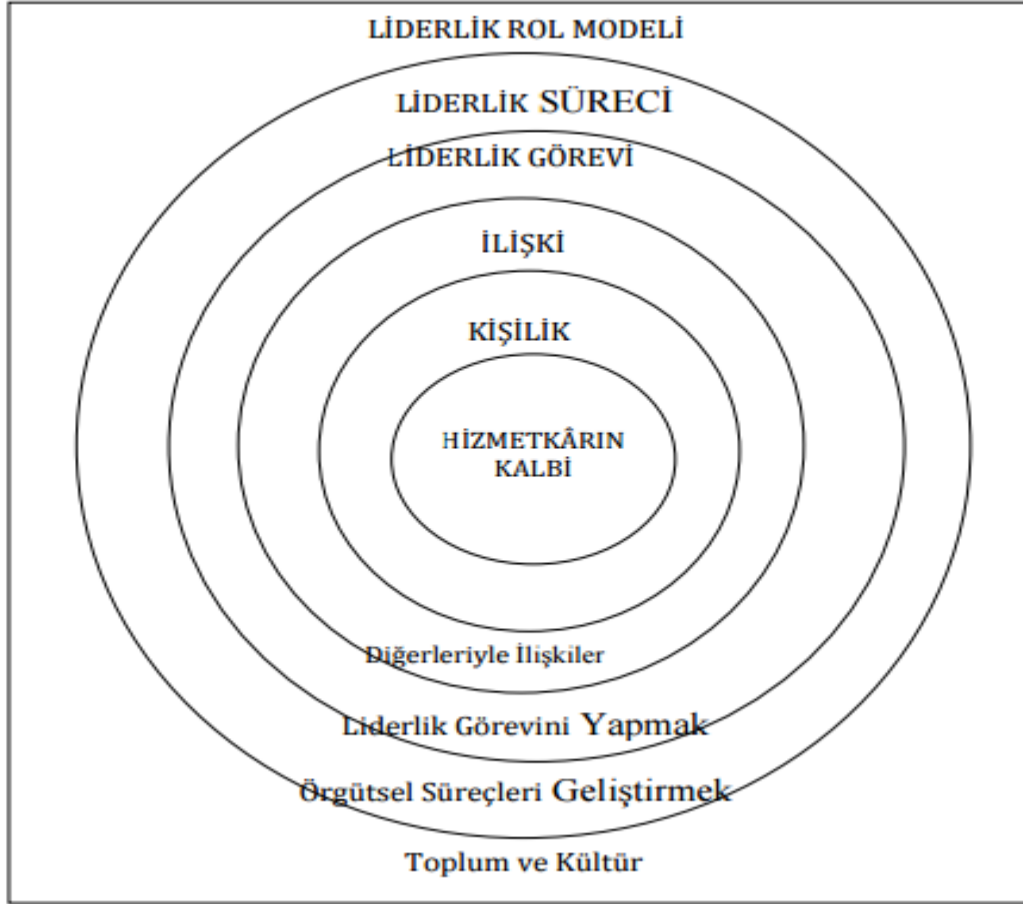 LİDERLİK ROL MODELİ
LİDERLİK SÜRECİ
LİDERLİK GÖREVİ
İLİŞKİ
KİŞİLİK
HİZMETKÂRIN
KALBİ
Diğerleriyle İlişkiler
Liderlik Görevini Yapmak
Örgütsel Süreçleri Geliştirmek
Toplum ve Kültür